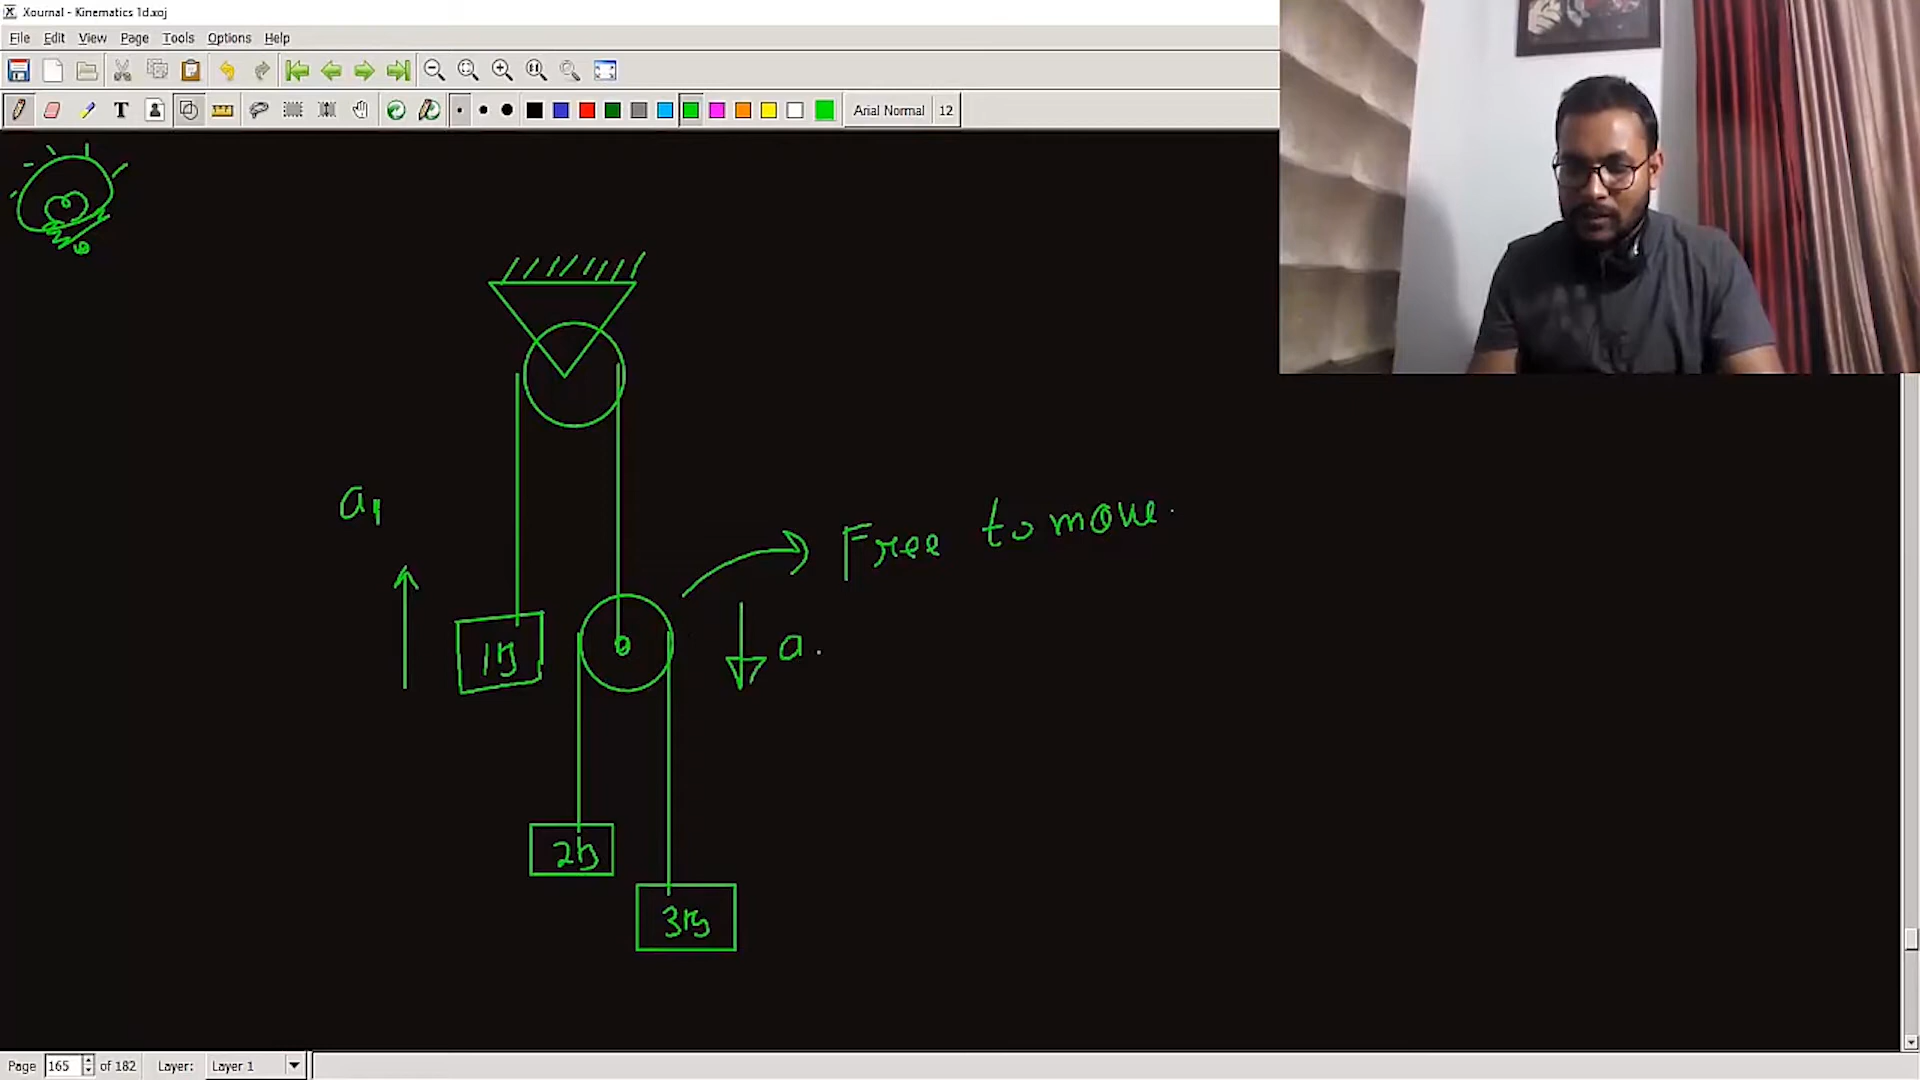 Xournal - Kinematics 1d.xoj
File Edit View Page Tools Options Help
Arial Normal 12
a1
Free to move.
1kg
a.
2kg
3kg
Page 165 of 182 Layer: Layer 1